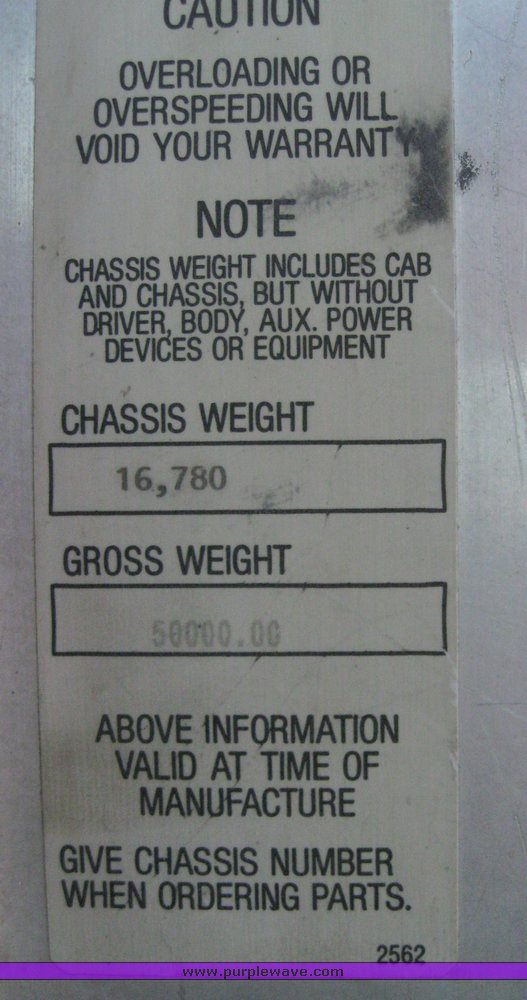 CAUTION
OVERLOADING OR
OVERSPEEDING WILL
VOID YOUR WARRANTY
NOTE
CHASSIS WEIGHT INCLUDES CAB
AND CHASSIS, BUT WITHOUT
DRIVER, BODY, AUX. POWER
DEVICES OR EQUIPMENT
CHASSIS WEIGHT
16,780
GROSS WEIGHT
50000.00
ABOVE INFORMATION
VALID AT TIME OF
MANUFACTURE
GIVE CHASSIS NUMBER
WHEN ORDERING PARTS.
2562
www.purplewave.com